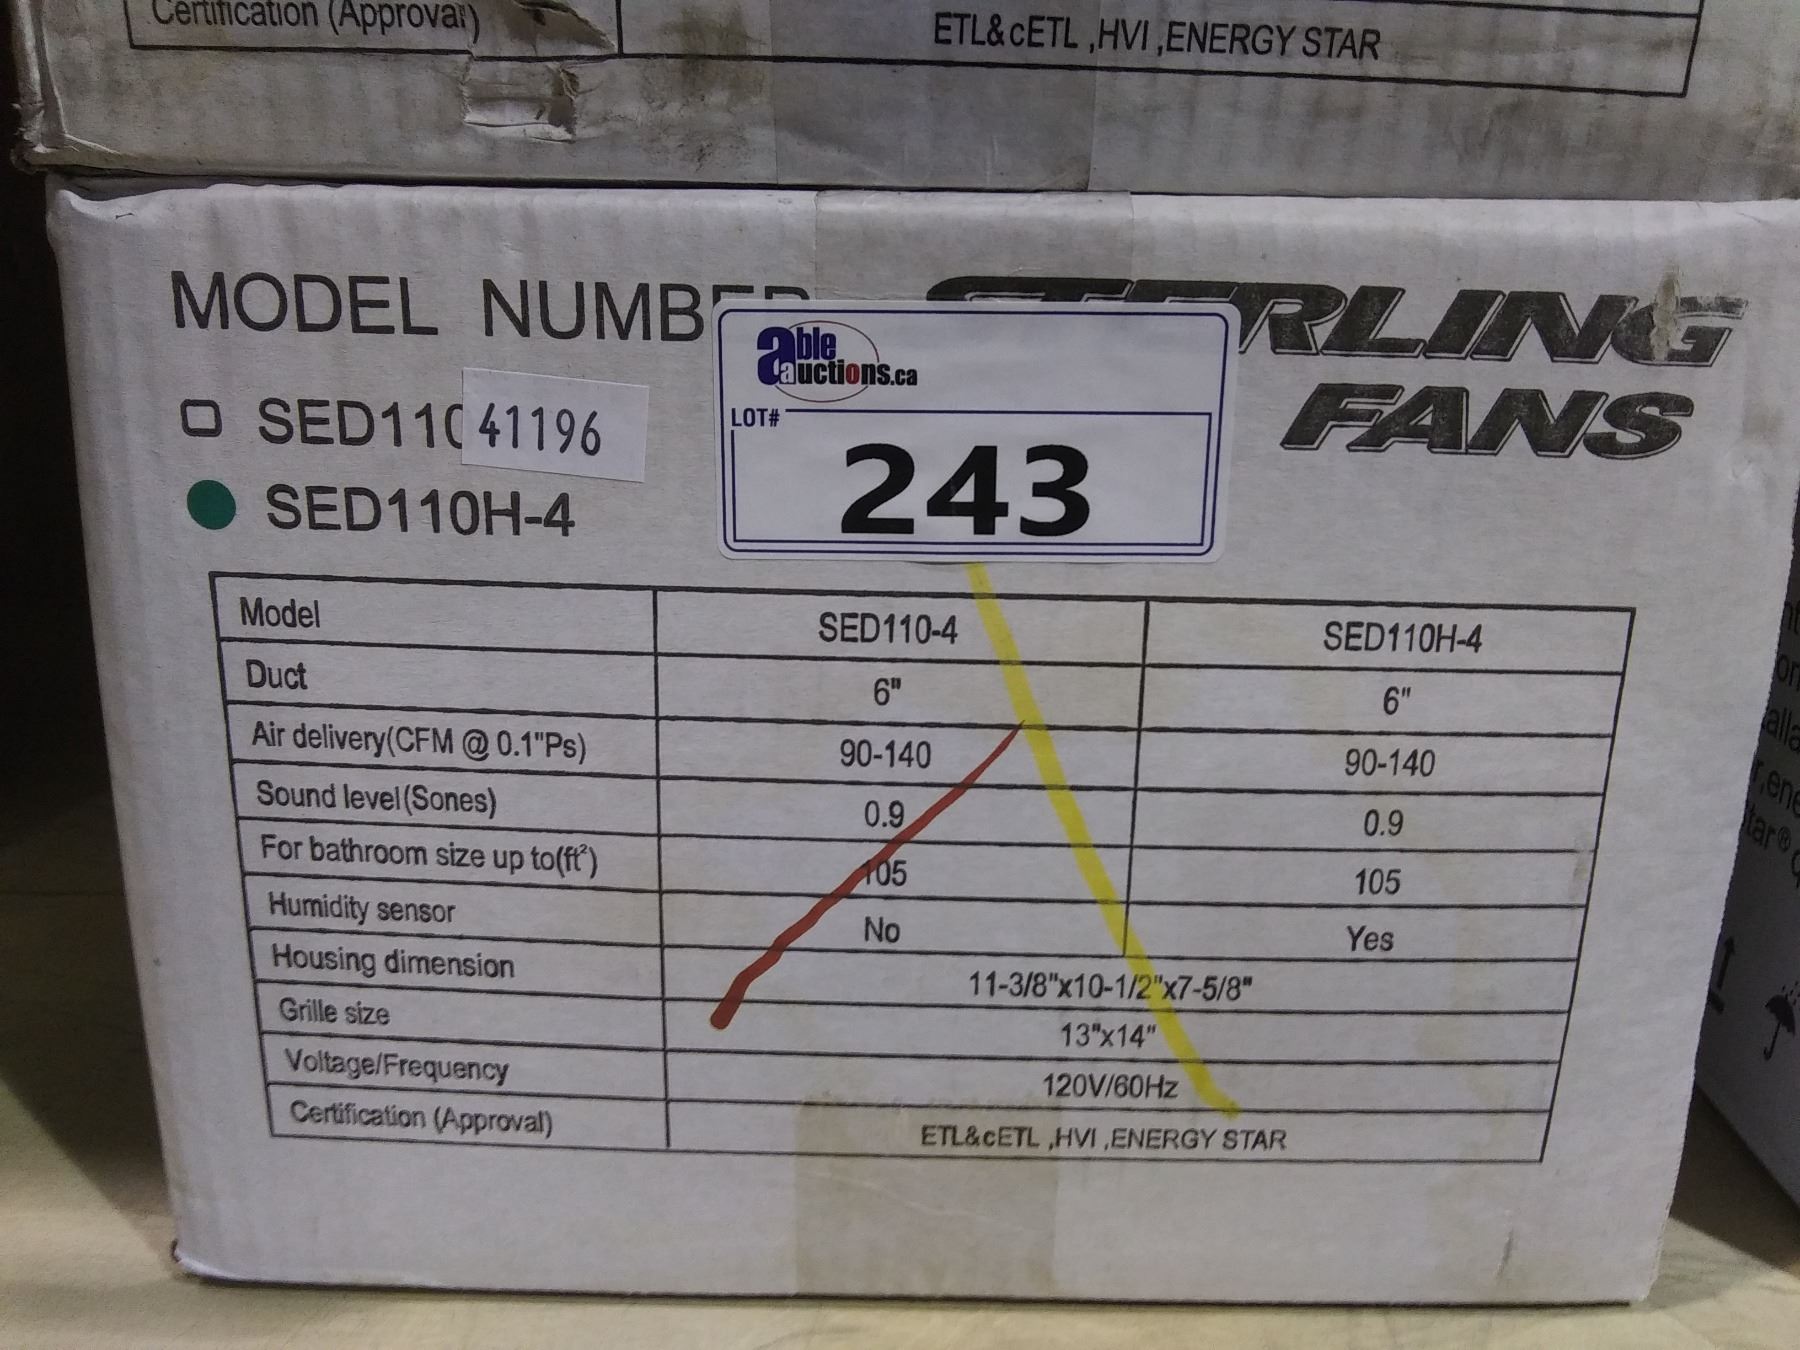 Certification (Approval) ETL&cETL ,HVI ,ENERGY STAR
MODEL NUMBER STERLING
FANS
able
auctions.ca
LOT#
243
SED110
41196
SED110H-4
Model SED110-4 SED110H-4
Duct 6" 6"
Air delivery(CFM @ 0.1"Ps) 90-140 90-140
Sound level(Sones) 0.9 0.9
For bathroom size up to(ft²) 105 105
Humidity sensor No Yes
Housing dimension 11-3/8"x10-1/2"x7-5/8"
Grille size 13"x14"
Voltage/Frequency 120V/60Hz
Certification (Approval) ETL&cETL ,HVI ,ENERGY STAR